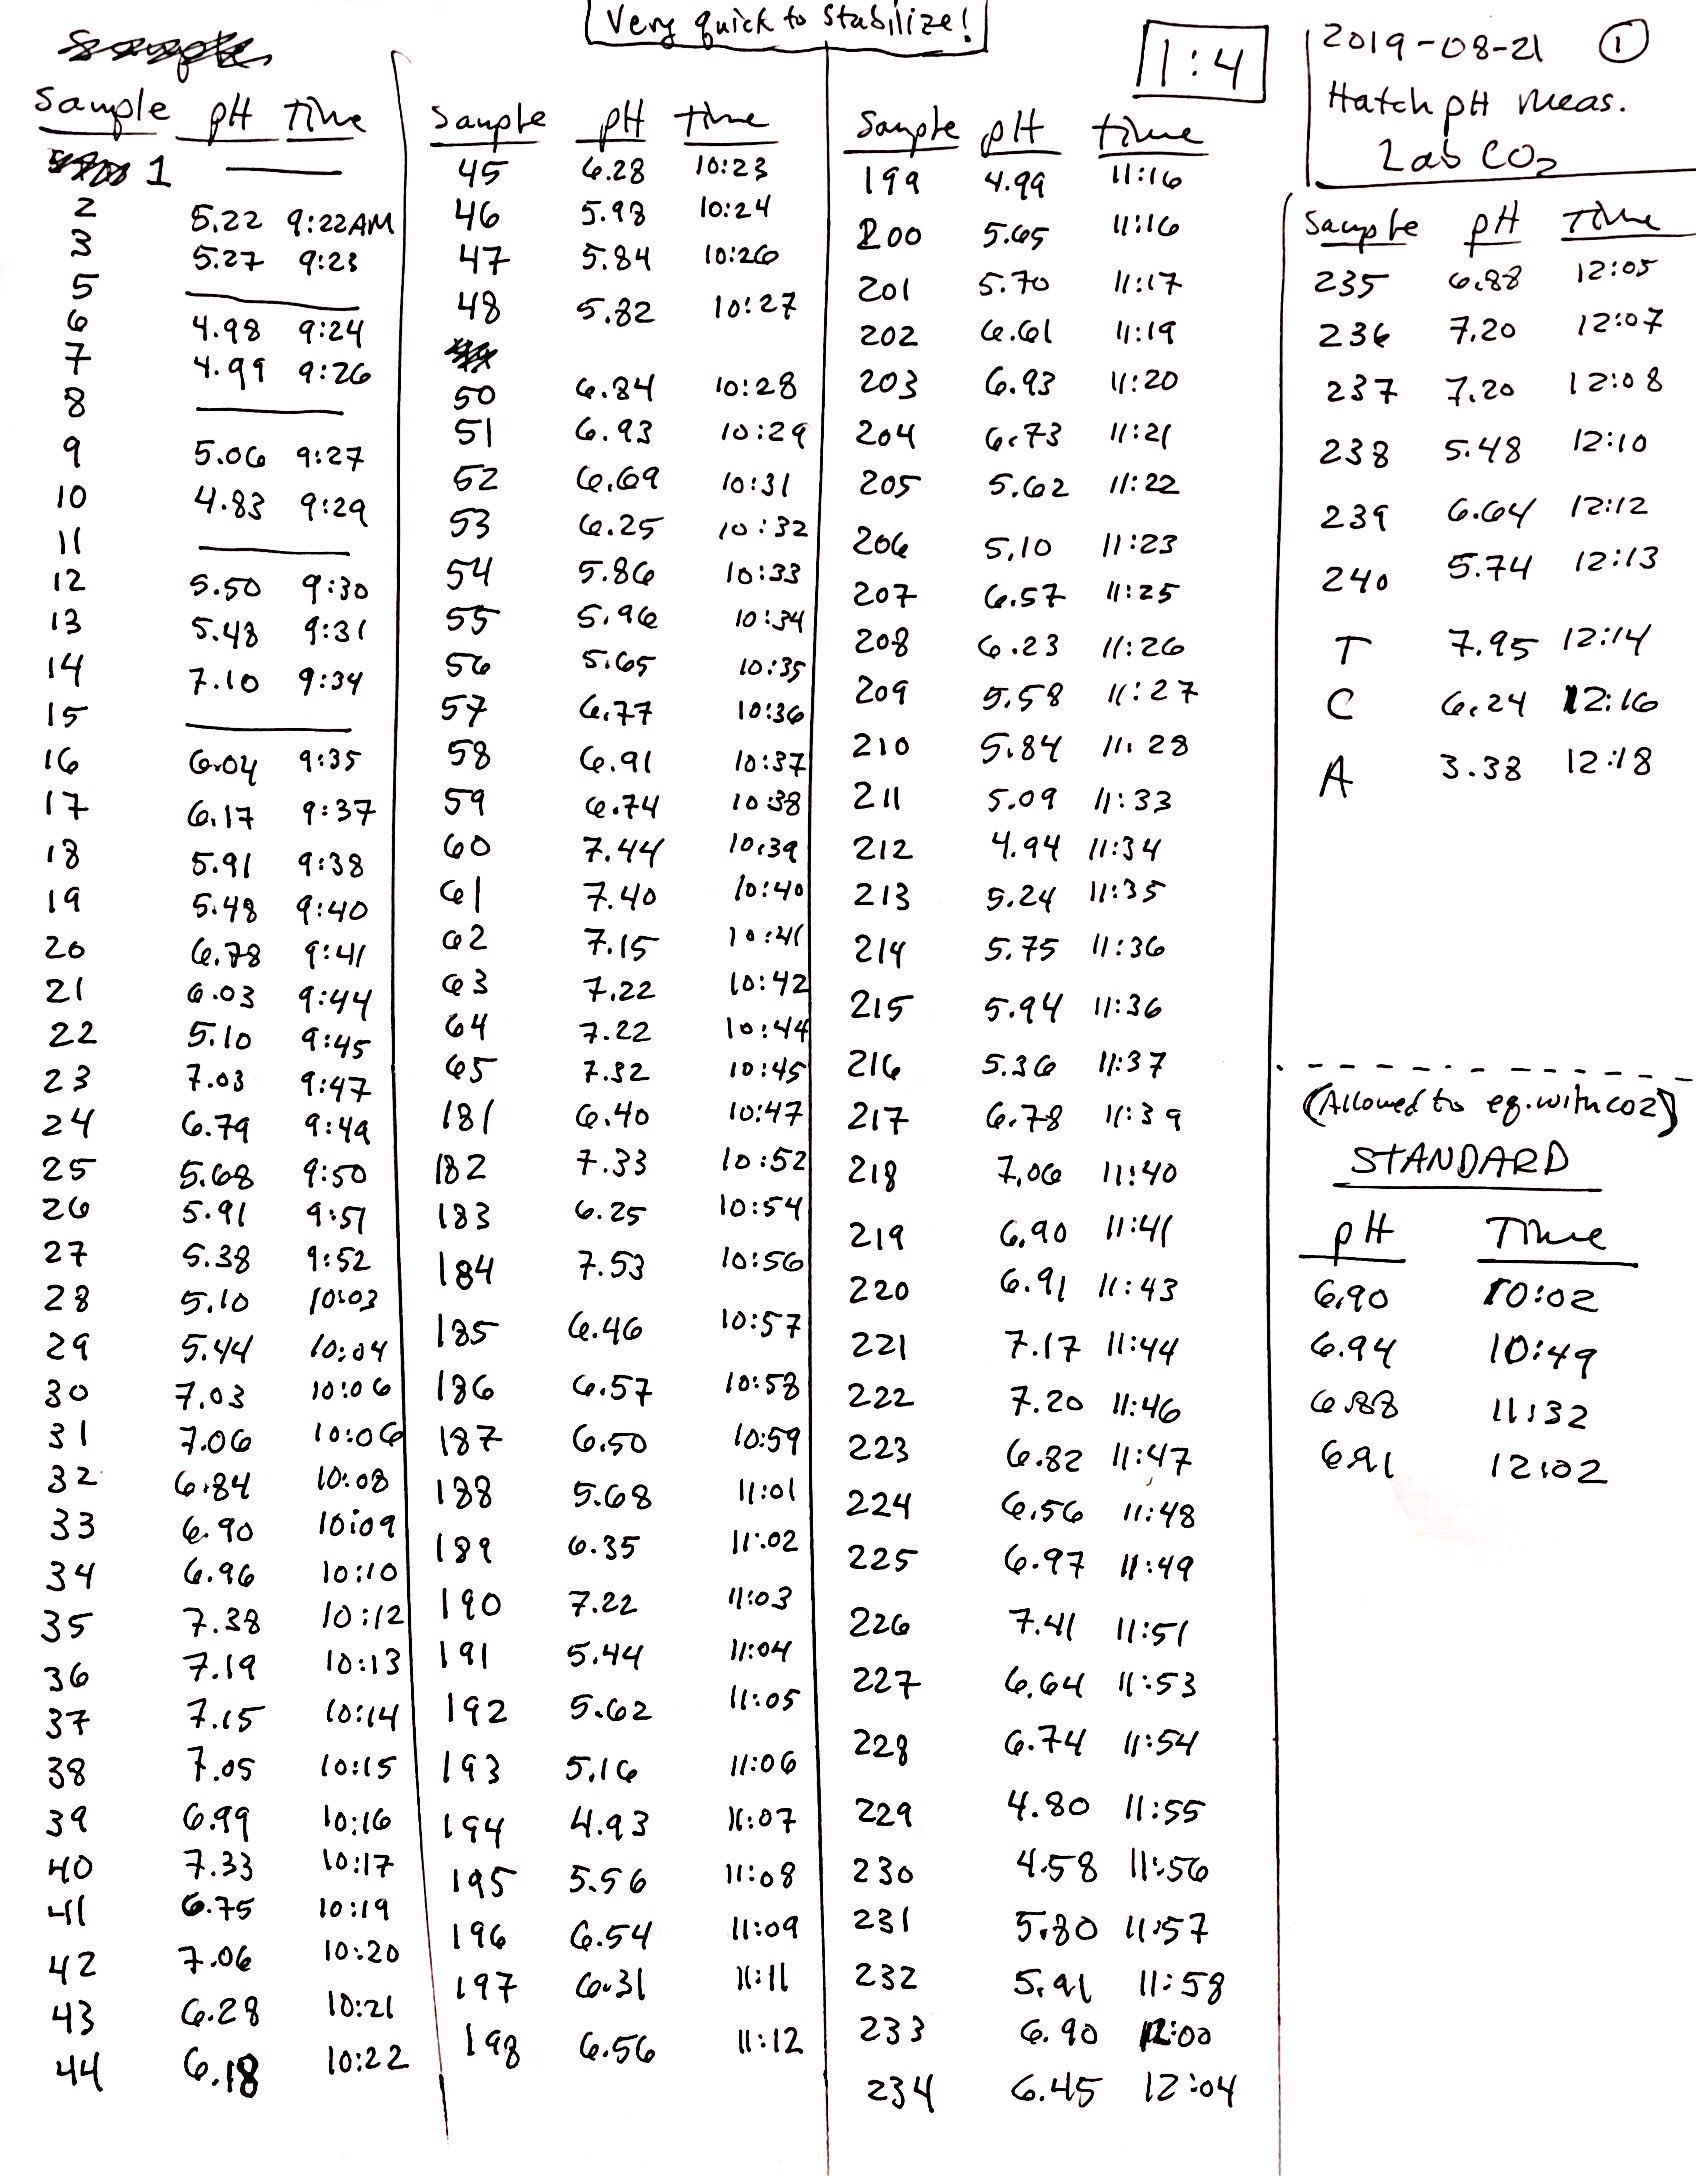 Very quick to stabilize!
1:4
2019-08-21 ①
Hatch pH meas.
Lab CO2
Sample pH Time
1 ——
2 5.22 9:22AM
3 5.27 9:23
5 ——
6 4.98 9:24
7 4.99 9:26
8 ——
9 5.06 9:27
10 4.83 9:29
11 ——
12 5.50 9:30
13 5.48 9:31
14 7.10 9:34
15 ——
16 6.04 9:35
17 6.17 9:37
18 5.91 9:38
19 5.48 9:40
20 6.78 9:41
21 6.03 9:44
22 5.10 9:45
23 7.03 9:47
24 6.79 9:49
25 5.68 9:50
26 5.91 9:51
27 5.38 9:52
28 5.10 10:03
29 5.44 10:04
30 7.03 10:06
31 7.06 10:06
32 6.84 10:08
33 6.90 10:09
34 6.96 10:10
35 7.38 10:12
36 7.19 10:13
37 7.15 10:14
38 7.05 10:15
39 6.99 10:16
40 7.33 10:17
41 6.75 10:19
42 7.06 10:20
43 6.28 10:21
44 6.18 10:22
Sample pH time
45 6.28 10:23
46 5.98 10:24
47 5.84 10:26
48 5.82 10:27
50 6.84 10:28
51 6.93 10:29
52 6.69 10:31
53 6.25 10:32
54 5.86 10:33
55 5.96 10:34
56 5.65 10:35
57 6.77 10:36
58 6.91 10:37
59 6.74 10:38
60 7.44 10:39
61 7.40 10:40
62 7.15 10:41
63 7.22 10:42
64 7.22 10:44
65 7.32 10:45
181 6.40 10:47
182 7.33 10:52
183 6.25 10:54
184 7.53 10:56
185 6.46 10:57
186 6.57 10:58
187 6.50 10:59
188 5.68 11:01
189 6.35 11:02
190 7.22 11:03
191 5.44 11:04
192 5.62 11:05
193 5.16 11:06
194 4.93 11:07
195 5.56 11:08
196 6.54 11:09
197 6.31 11:11
198 6.56 11:12
Sample pH time
199 4.99 11:16
200 5.65 11:16
201 5.70 11:17
202 6.61 11:19
203 6.93 11:20
204 6.73 11:21
205 5.62 11:22
206 5.10 11:23
207 6.57 11:25
208 6.23 11:26
209 5.58 11:27
210 5.84 11:28
211 5.09 11:33
212 4.94 11:34
213 5.24 11:35
214 5.75 11:36
215 5.94 11:36
216 5.36 11:37
217 6.78 11:39
218 7.06 11:40
219 6.90 11:41
220 6.91 11:43
221 7.17 11:44
222 7.20 11:46
223 6.82 11:47
224 6.56 11:48
225 6.97 11:49
226 7.41 11:51
227 6.64 11:53
228 6.74 11:54
229 4.80 11:55
230 4.58 11:56
231 5.80 11:57
232 5.91 11:58
233 6.90 12:00
234 6.45 12:04
Sample pH Time
235 6.88 12:05
236 7.20 12:07
237 7.20 12:08
238 5.48 12:10
239 6.64 12:12
240 5.74 12:13
T 7.95 12:14
C 6.24 12:16
A 3.38 12:18
(Allowed to eq. with CO2)
STANDARD
pH Time
6.90 10:02
6.94 10:49
6.88 11:32
6.91 12:02